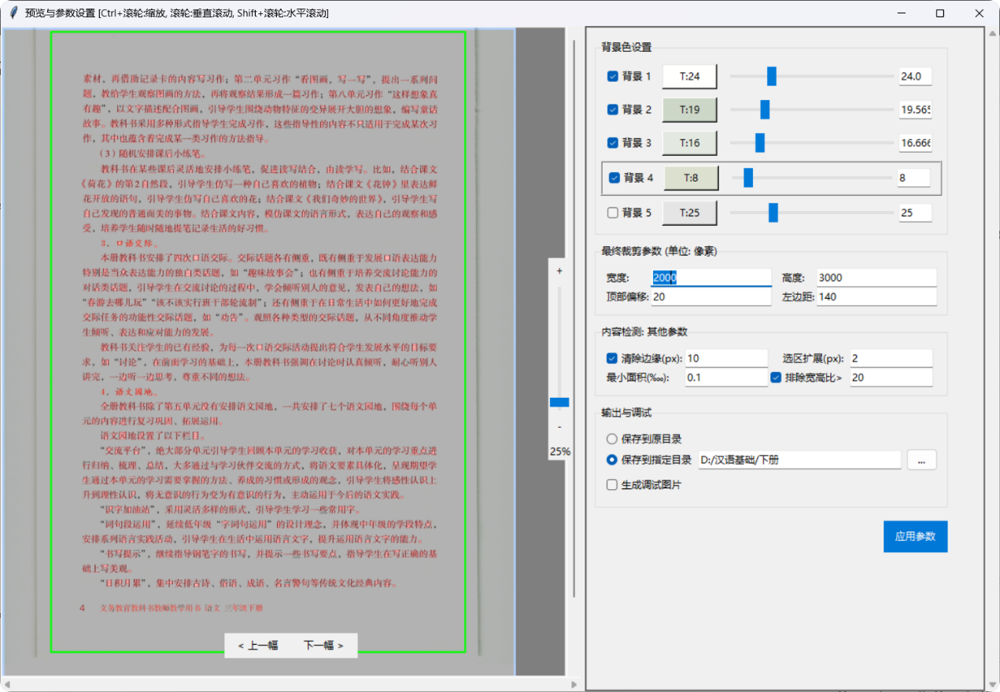 预览与参数设置 [Ctrl+滚轮:缩放, 滚轮:垂直滚动, Shift+滚轮:水平滚动]
素材，再借助记录卡的内容写习作；第二单元习作“看图画，写一写”，提出一系列问
题，教给学生观察图画的方法，再将观察结果形成一篇习作；第八单元习作“这样想象真
有趣”，以文字描述配合图画，引导学生围绕动物特征的变异展开大胆的想象，编写童话
故事。教科书采用多种形式指导学生完成习作，这些指导性的内容不只适用于完成某次习
作，其中也蕴含着完成某一类习作的方法指导。
（3）随机安排课后小练笔。
教科书在某些课后灵活地安排小练笔，促进读写结合，由读学写。比如，结合课文
《荷花》的第2自然段，引导学生仿写一种自己喜欢的植物；结合课文《花钟》里表达鲜
花开放的语句，引导学生仿写自己喜欢的花；结合课文《我们奇妙的世界》，引导学生写
自己发现的普通而美的事物。结合课文内容，模仿课文的语言形式，表达自己的观察和感
受，培养学生随时随地提笔记录生活的好习惯。
3．口语交际。
本册教科书安排了四次口语交际。交际话题各有侧重，既有侧重于发展口语表达能力
特别是当众表达能力的独白类话题，如“趣味故事会”；也有侧重于培养交流讨论能力的
对话类话题，引导学生在交流讨论的过程中，学会倾听别人的意见，发表自己的想法，如
“春游去哪儿玩”“该不该实行班干部轮流制”；还有侧重于在日常生活中如何更好地完成
交际任务的功能性交际话题，如“劝告”。观照各种类型的交际话题，从不同角度推动学
生倾听、表达和应对能力的发展。
教科书关注学生的已有经验，为每一次口语交际活动提出符合学生发展水平的目标要
求，如“讨论”，在前面学习的基础上，本册教科书强调在讨论时认真倾听，耐心听别人
讲完，一边听一边思考，尊重不同的想法。
4．语文园地。
全册教科书除了第五单元没有安排语文园地，一共安排了七个语文园地，围绕每个单
元的内容进行复习巩固、拓展运用。
语文园地设置了以下栏目。
“交流平台”，绝大部分单元引导学生回顾本单元的学习收获，对本单元的学习重点进
行归纳、梳理、总结，大多通过与学习伙伴交流的方式，将语文要素具体化，呈现期望学
生通过本单元的学习需要掌握的方法、养成的习惯或形成的观念，引导学生将感性认识上
升到理性认识，将无意识的行为变为有意识的行为，主动运用于今后的语文实践。
“识字加油站”，采用灵活多样的形式，引导学生学习一些常用字。
“词句段运用”，延续低年级“字词句运用”的设计理念，并体现中年级的学段特点，
安排系列语言实践活动，引导学生在生活中运用语言文字，提升运用语言文字的能力。
“书写提示”，继续指导钢笔字的书写，并提示一些书写要点，指导学生在写正确的基
础上写美观。
“日积月累”，集中安排古诗、俗语、成语、名言警句等传统文化经典内容。
4 义务教育教科书教师教学用书 语文 三年级下册
< 上一幅 下一幅 >
+
-
25%
背景色设置
背景 1 T:24 24.0
背景 2 T:19 19.565
背景 3 T:16 16.666
背景 4 T:8 8
背景 5 T:25 25
最终裁剪参数 (单位: 像素)
宽度: 2000 高度: 3000
顶部偏移: 20 左边距: 140
内容检测: 其他参数
清除边缘(px): 10 选区扩展(px): 2
最小面积(‱): 0.1 排除宽高比> 20
输出与调试
保存到原目录
保存到指定目录 D:/汉语基础/下册 ...
生成调试图片
应用参数